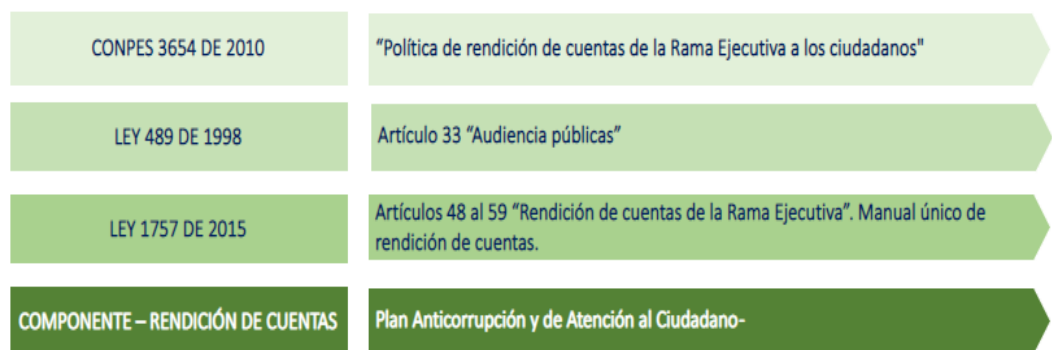 CONPES 3654 DE 2010
“Política de rendición de cuentas de la Rama Ejecutiva a los ciudadanos"
LEY 489 DE 1998
Artículo 33 “Audiencia públicas”
LEY 1757 DE 2015
Artículos 48 al 59 “Rendición de cuentas de la Rama Ejecutiva”. Manual único de
rendición de cuentas.
COMPONENTE – RENDICIÓN DE CUENTAS
Plan Anticorrupción y de Atención al Ciudadano-